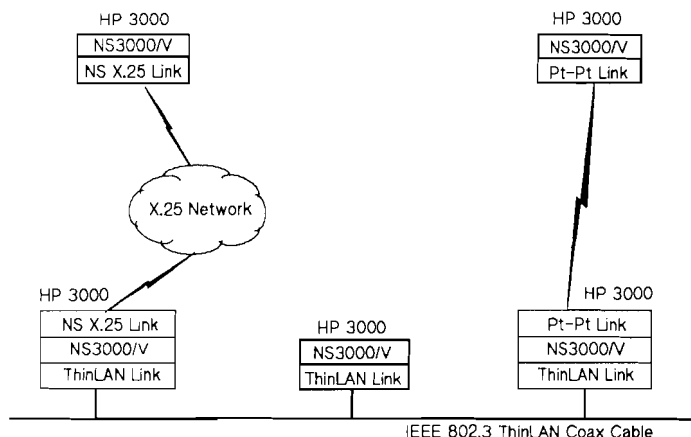 HP 3000
NS3000/V
NS X.25 Link
HP 3000
NS3000/V
Pt-Pt Link
X.25 Network
HP 3000
NS X.25 Link
NS3000/V
ThinLAN Link
HP 3000
NS3000/V
ThinLAN Link
HP 3000
Pt-Pt Link
NS3000/V
ThinLAN Link
IEEE 802.3 ThinLAN Coax Cable